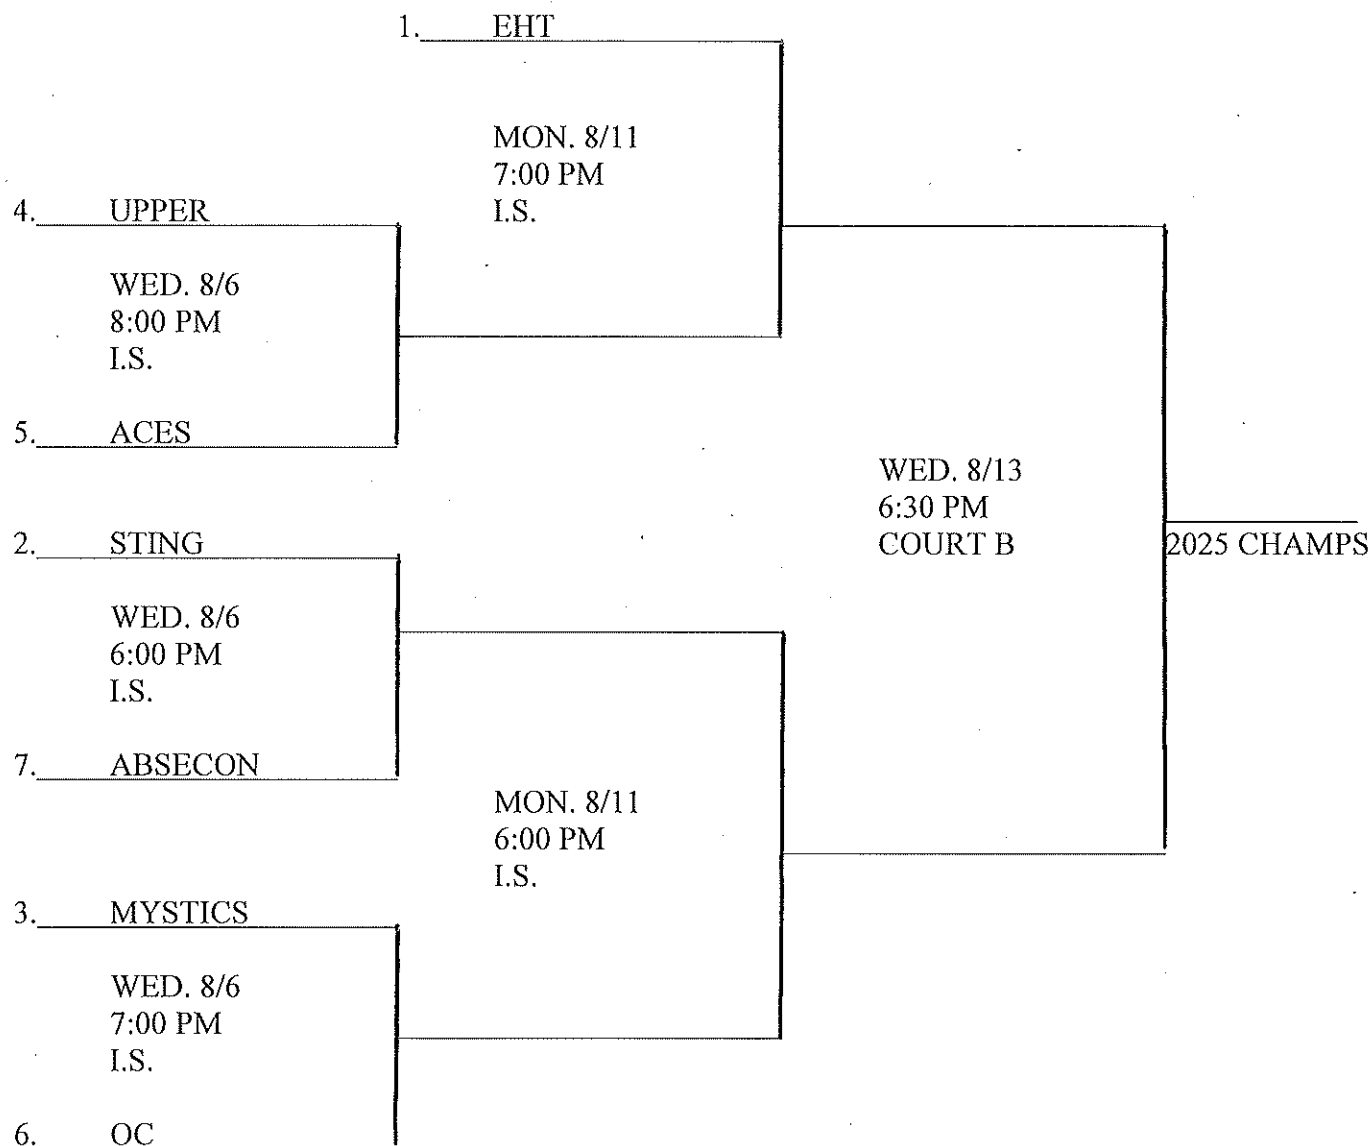 1. EHT
MON. 8/11
7:00 PM
I.S.
4. UPPER
WED. 8/6
8:00 PM
I.S.
5. ACES
2. STING
WED. 8/6
6:00 PM
I.S.
7. ABSECON
MON. 8/11
6:00 PM
I.S.
3. MYSTICS
WED. 8/6
7:00 PM
I.S.
6. OC
WED. 8/13
6:30 PM
COURT B
2025 CHAMPS